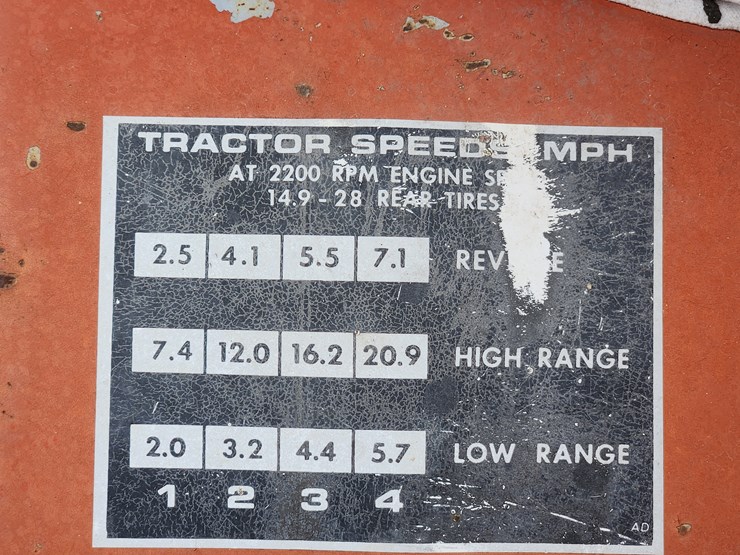 TRACTOR SPEEDS MPH
AT 2200 RPM ENGINE
14.9 - 28 REAR TIRES
2.5 4.1 5.5 7.1
7.4 12.0 16.2 20.9 HIGH RANGE
2.0 3.2 4.4 5.7 LOW RANGE
1 2 3 4
AD